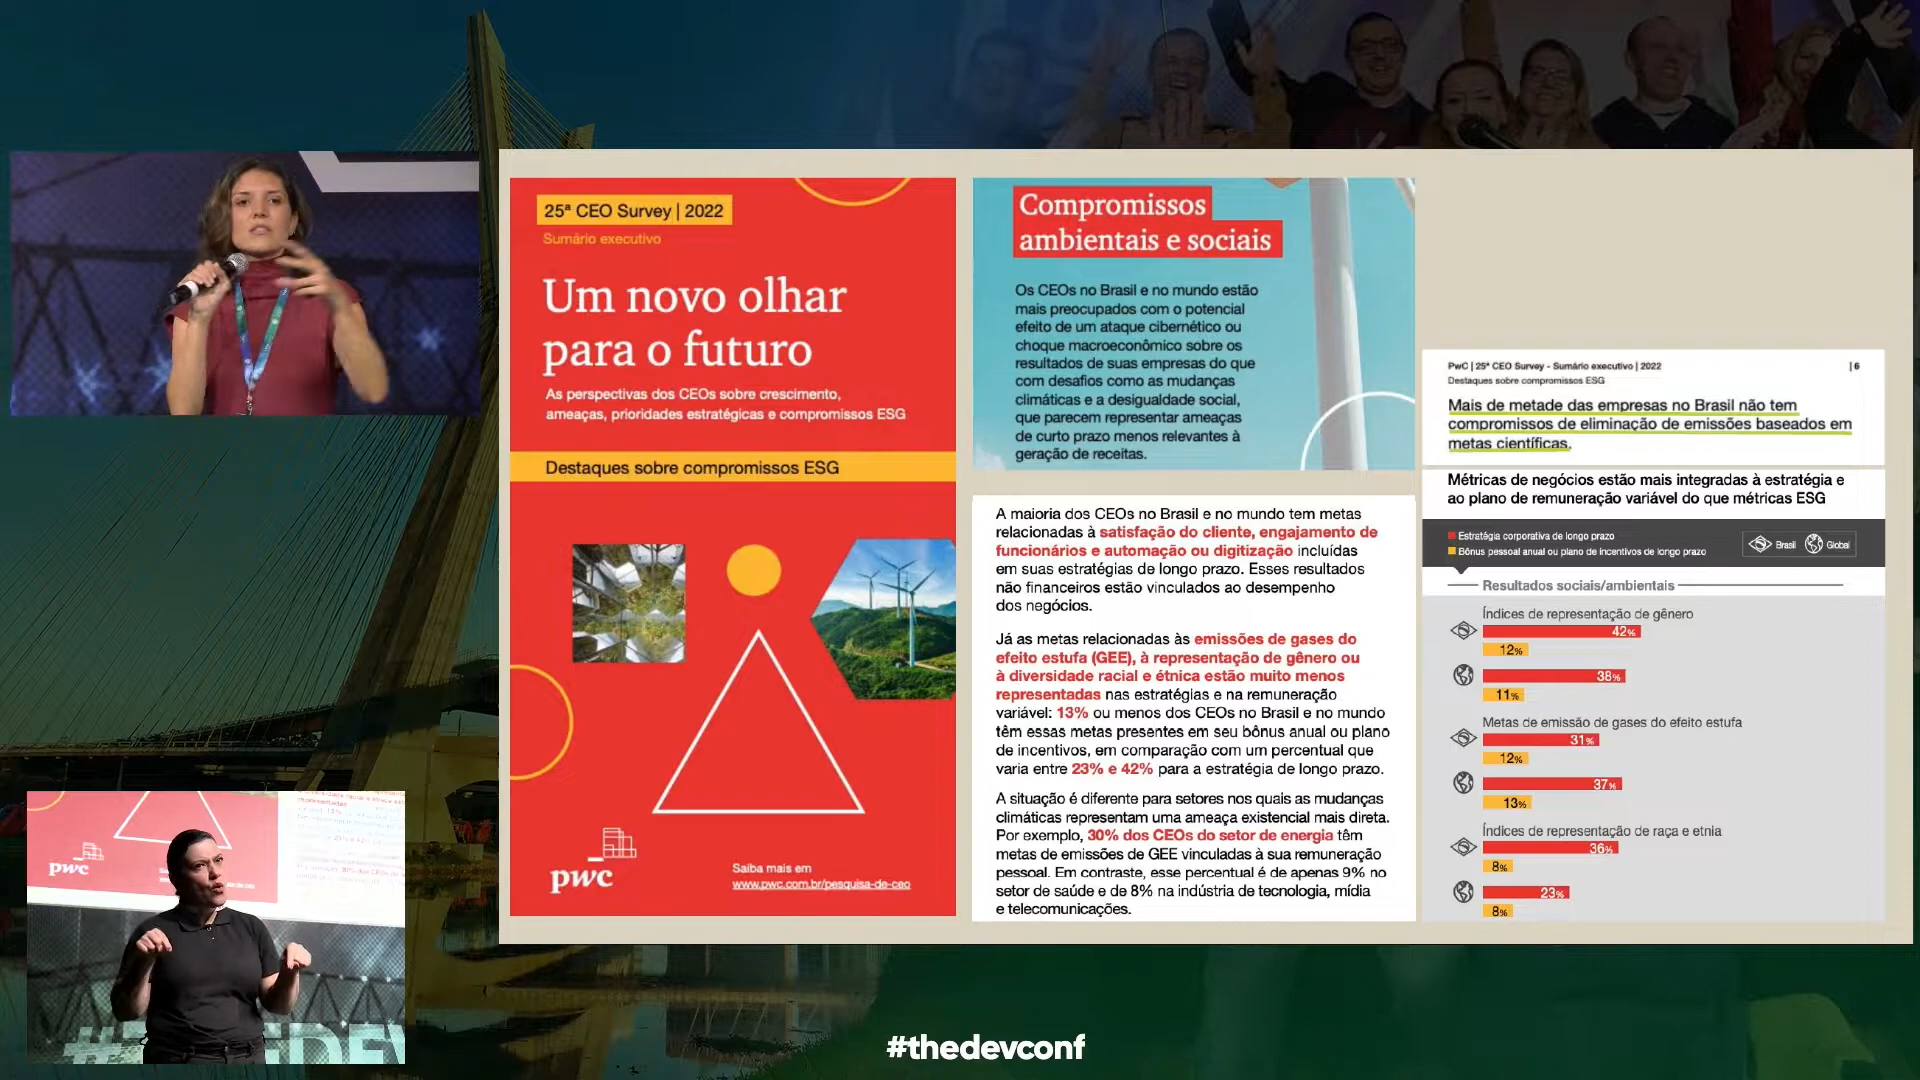 25ª CEO Survey | 2022
Sumário executivo
Um novo olhar
para o futuro
As perspectivas dos CEOs sobre crescimento,
ameaças, prioridades estratégicas e compromissos ESG
Destaques sobre compromissos ESG
pwc
Saiba mais em
www.pwc.com.br/pesquisa-de-ceo
Compromissos
ambientais e sociais
Os CEOs no Brasil e no mundo estão
mais preocupados com o potencial
efeito de um ataque cibernético ou
choque macroeconômico sobre os
resultados de suas empresas do que
com desafios como as mudanças
climáticas e a desigualdade social,
que parecem representar ameaças
de curto prazo menos relevantes à
geração de receitas.
A maioria dos CEOs no Brasil e no mundo tem metas
relacionadas à satisfação do cliente, engajamento de
funcionários e automação ou digitização incluídas
em suas estratégias de longo prazo. Esses resultados
não financeiros estão vinculados ao desempenho
dos negócios.
Já as metas relacionadas às emissões de gases do
efeito estufa (GEE), à representação de gênero ou
à diversidade racial e étnica estão muito menos
representadas nas estratégias e na remuneração
variável: 13% ou menos dos CEOs no Brasil e no mundo
têm essas metas presentes em seu bônus anual ou plano
de incentivos, em comparação com um percentual que
varia entre 23% e 42% para a estratégia de longo prazo.
A situação é diferente para setores nos quais as mudanças
climáticas representam uma ameaça existencial mais direta.
Por exemplo, 30% dos CEOs do setor de energia têm
metas de emissões de GEE vinculadas à sua remuneração
pessoal. Em contraste, esse percentual é de apenas 9% no
setor de saúde e de 8% na indústria de tecnologia, mídia
e telecomunicações.
PwC | 25ª CEO Survey - Sumário executivo | 2022 | 6
Destaques sobre compromissos ESG
Mais de metade das empresas no Brasil não tem
compromissos de eliminação de emissões baseados em
metas científicas.
Métricas de negócios estão mais integradas à estratégia e
ao plano de remuneração variável do que métricas ESG
Estratégia corporativa de longo prazo
Bônus pessoal anual ou plano de incentivos de longo prazo
Brasil Global
Resultados sociais/ambientais
Índices de representação de gênero
42%
12%
38%
11%
Metas de emissão de gases do efeito estufa
31%
12%
37%
13%
Índices de representação de raça e etnia
36%
8%
23%
8%
pwc
#thedevconf